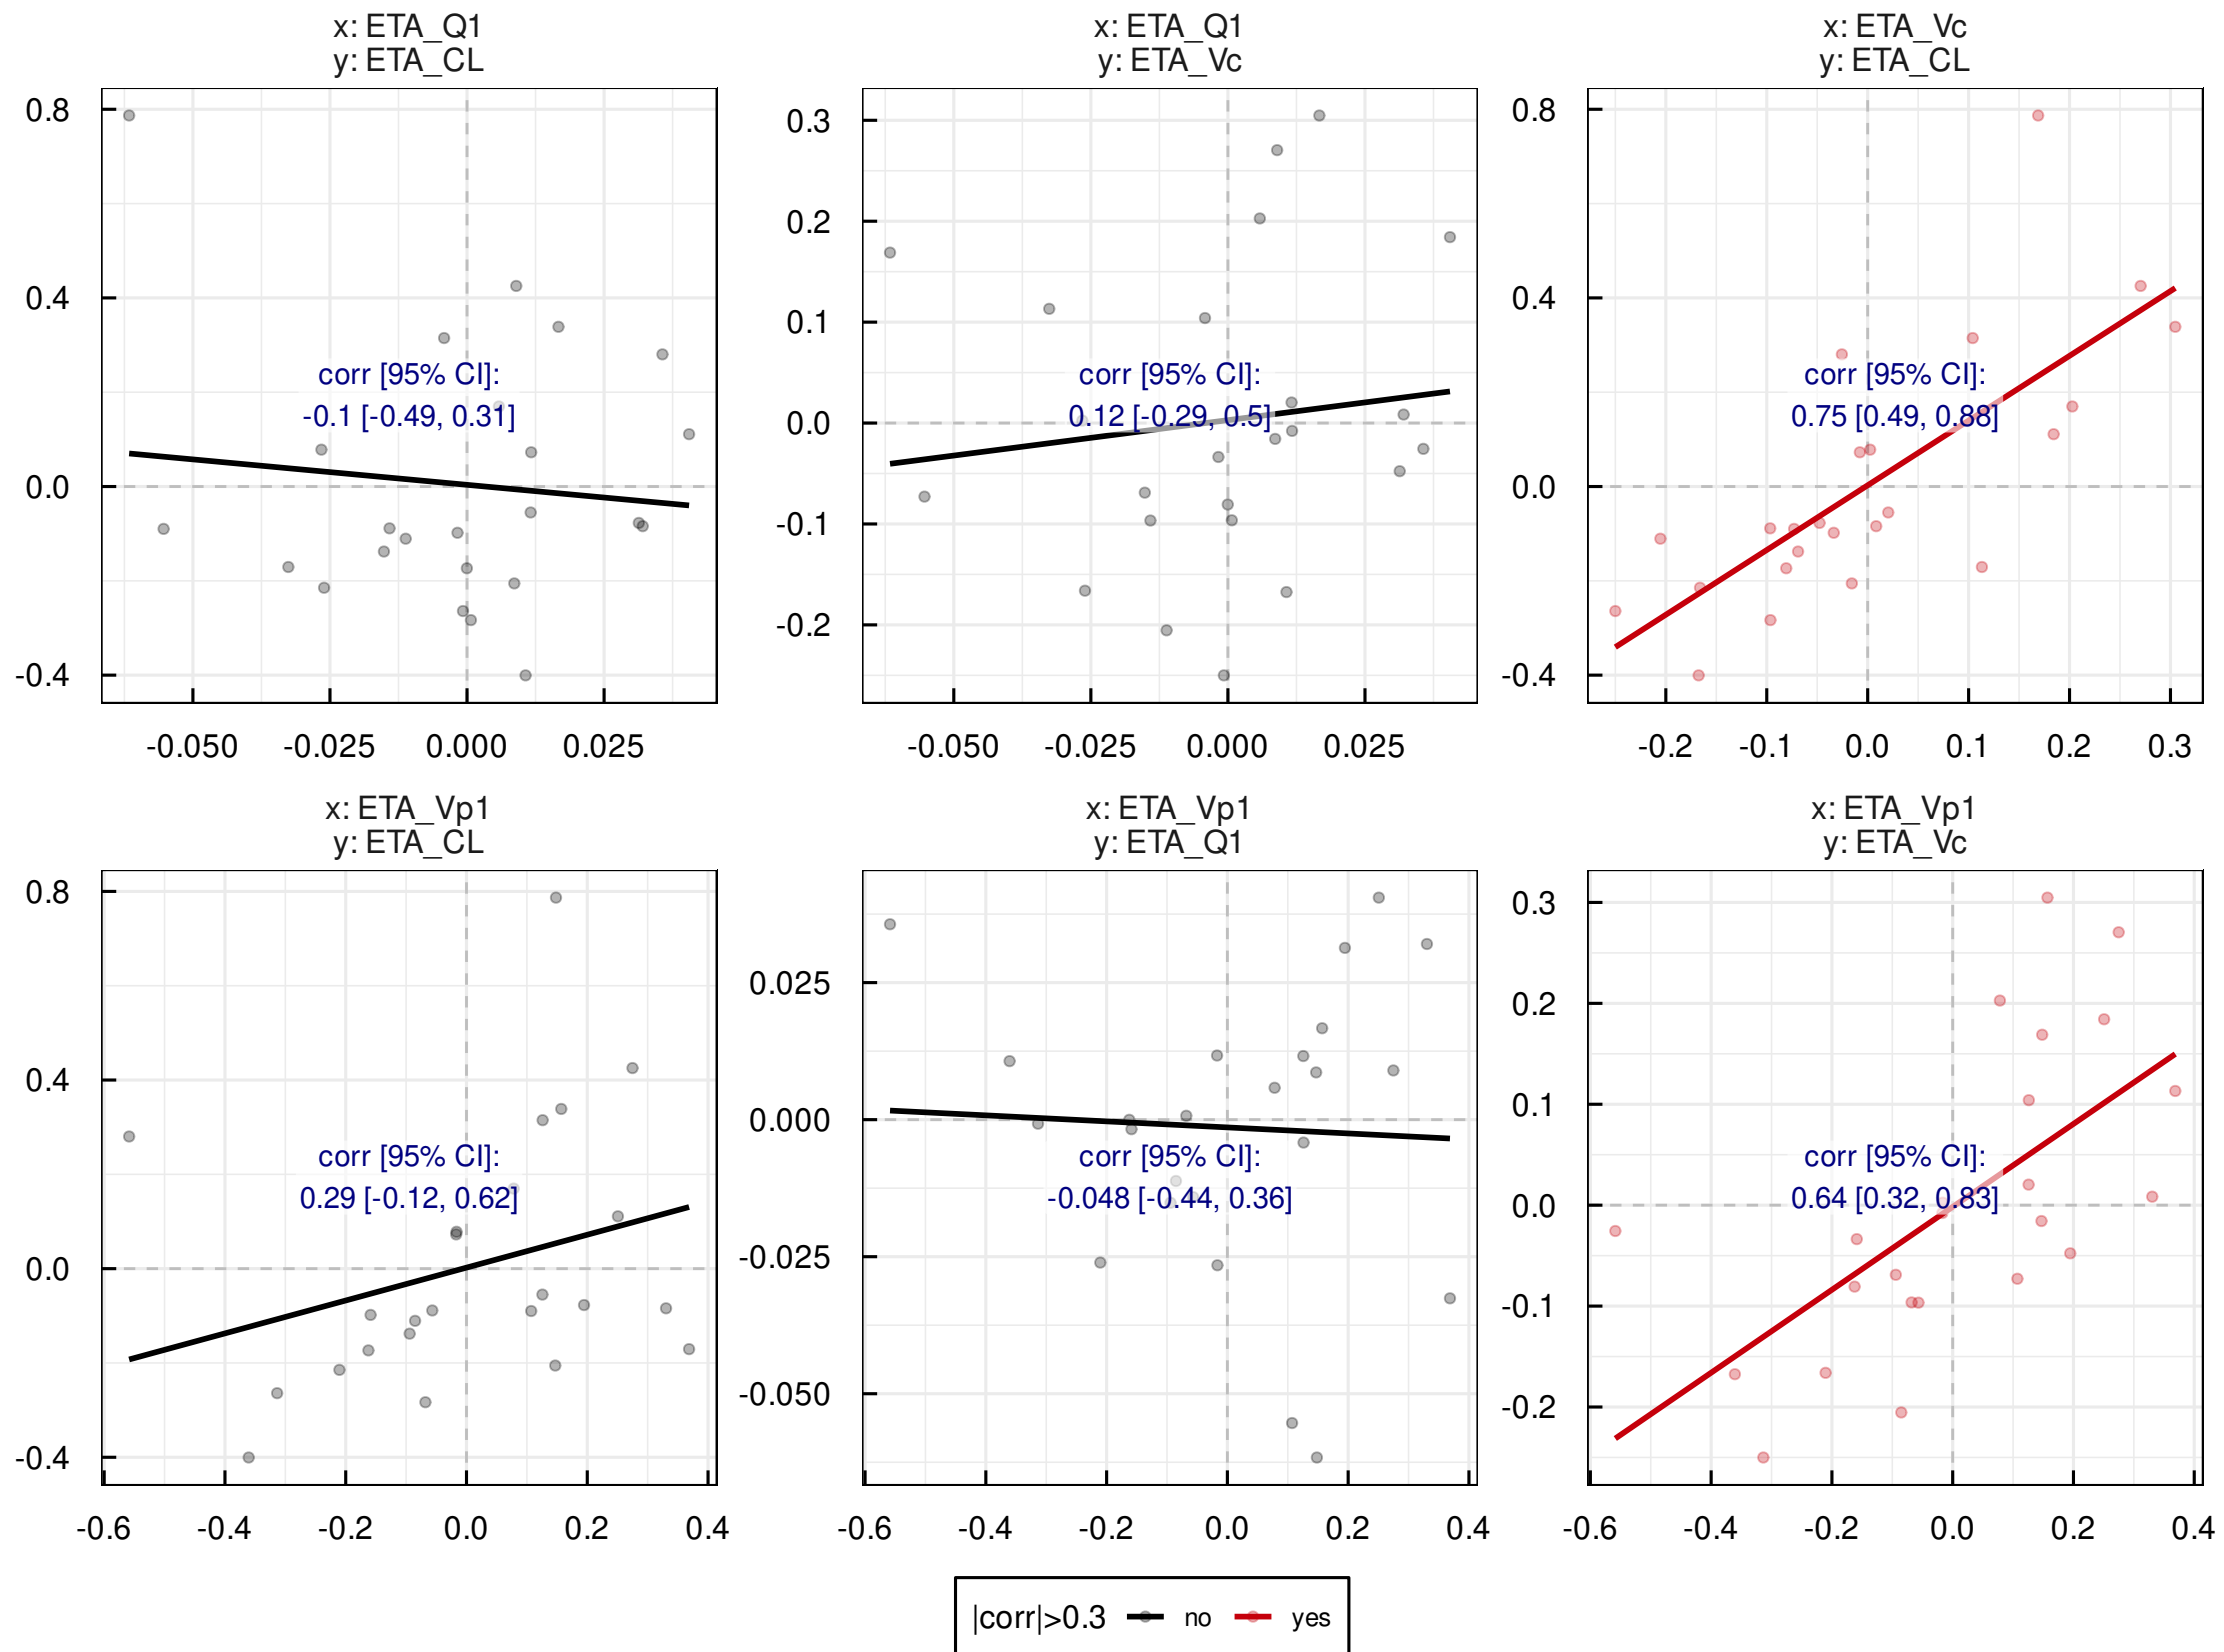 x: ETA_Q1
y: ETA_CL
x: ETA_Q1
y: ETA_Vc
x: ETA_Vc
y: ETA_CL
0.8
0.4
0.0
-0.4
corr [95% CI]:
-0.1 [-0.49, 0.31]
-0.050 -0.025 0.000 0.025
0.3
0.2
0.1
0.0
-0.1
-0.2
corr [95% CI]:
0.12 [-0.29, 0.5]
-0.050 -0.025 0.000 0.025
0.8
0.4
0.0
-0.4
corr [95% CI]:
0.75 [0.49, 0.88]
-0.2 -0.1 0.0 0.1 0.2 0.3
x: ETA_Vp1
y: ETA_CL
x: ETA_Vp1
y: ETA_Q1
x: ETA_Vp1
y: ETA_Vc
0.8
0.4
0.0
-0.4
corr [95% CI]:
0.29 [-0.12, 0.62]
-0.6 -0.4 -0.2 0.0 0.2 0.4
0.025
0.000
-0.025
-0.050
corr [95% CI]:
-0.048 [-0.44, 0.36]
-0.6 -0.4 -0.2 0.0 0.2 0.4
0.3
0.2
0.1
0.0
-0.1
-0.2
corr [95% CI]:
0.64 [0.32, 0.83]
-0.6 -0.4 -0.2 0.0 0.2 0.4
|corr|>0.3 no yes